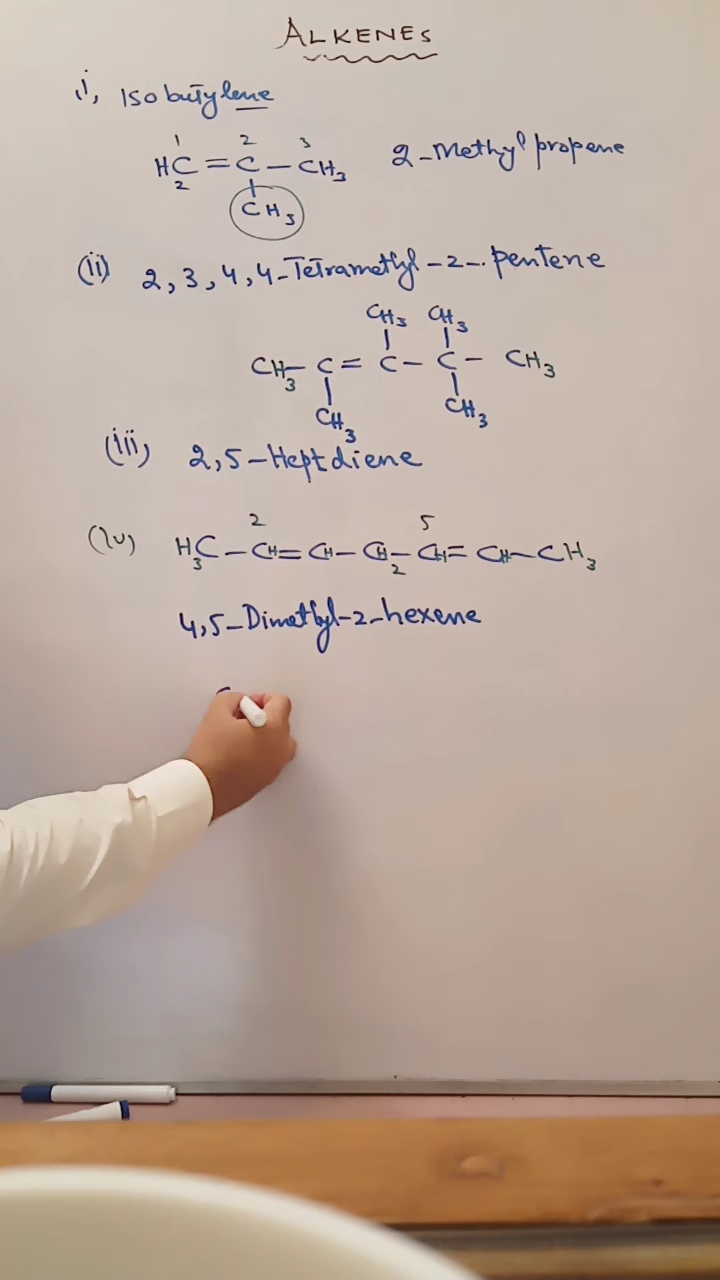 ALKENES
i, Isobutylene
1 2 3
HC = C – CH3 2-Methyl propene
2
CH3
(ii) 2,3,4,4-Tetramethyl-2-pentene
CH3 CH3
CH3 – C = C – C – CH3
CH3 CH3
(iii) 2,5-Heptdiene
2 5
(iv) H3C – CH = CH – CH2 – CH = CH – CH3
4,5-Dimethyl-2-hexene